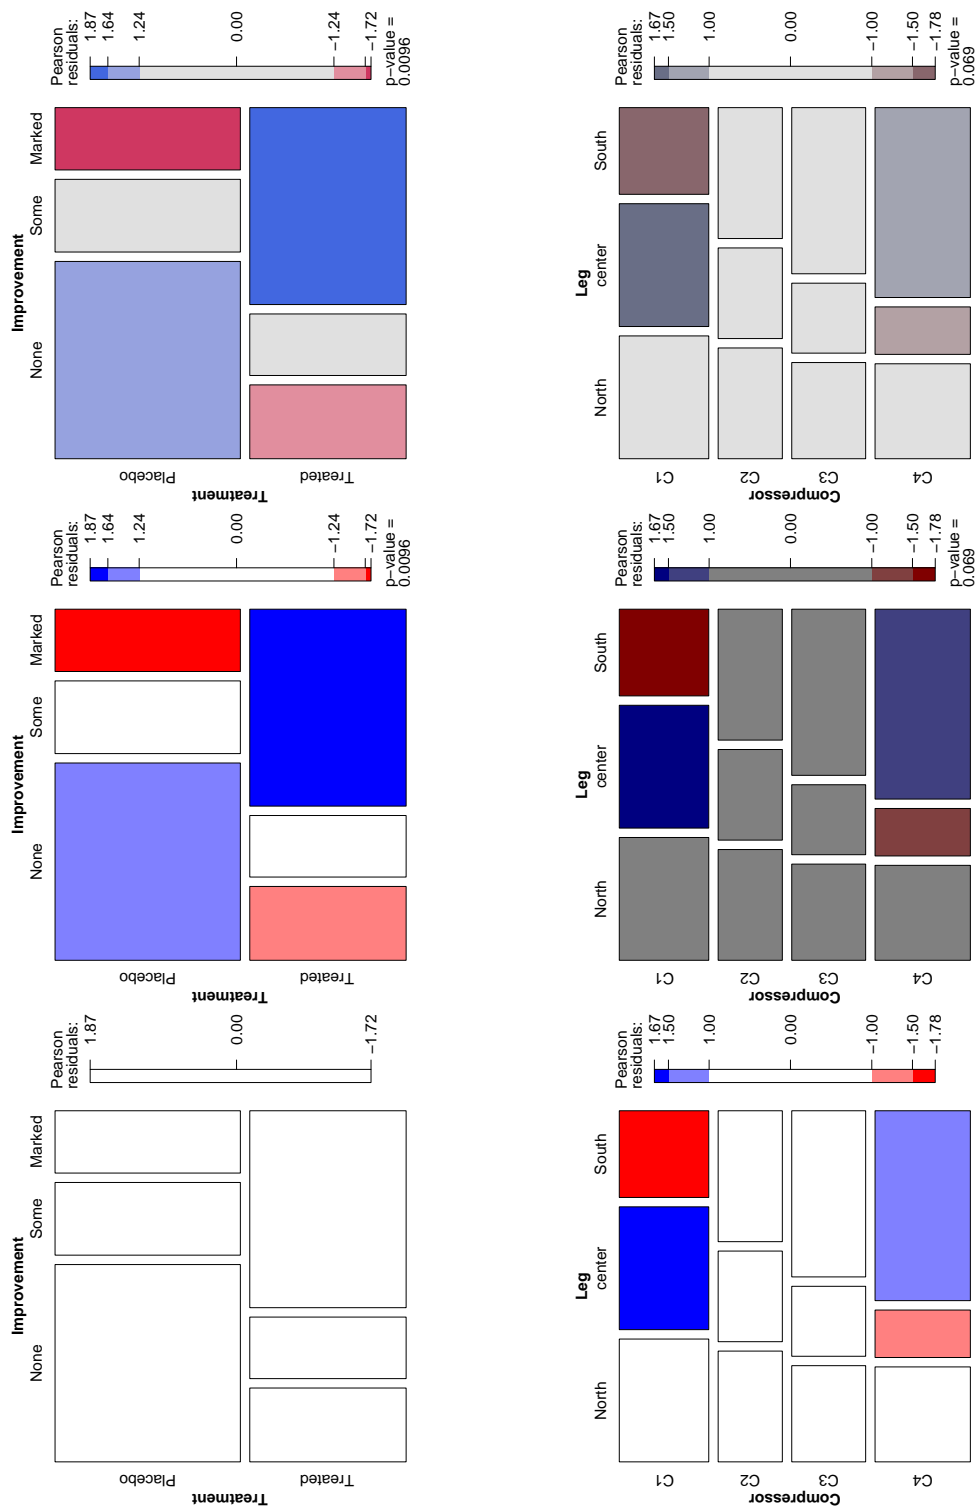 Improvement
None Some Marked
Treatment
Placebo
Treated
Pearson
residuals:
1.87
0.00
−1.72
Improvement
None Some Marked
Treatment
Placebo
Treated
Pearson
residuals:
1.87
1.64
1.24
0.00
−1.24
−1.72
p−value =
0.0096
Improvement
None Some Marked
Treatment
Placebo
Treated
Pearson
residuals:
1.87
1.64
1.24
0.00
−1.24
−1.72
p−value =
0.0096
Leg
North center South
Compressor
C1
C2
C3
C4
Pearson
residuals:
1.67
1.50
1.00
0.00
−1.00
−1.50
−1.78
Leg
North center South
Compressor
C1
C2
C3
C4
Pearson
residuals:
1.67
1.50
1.00
0.00
−1.00
−1.50
−1.78
p−value =
0.069
Leg
North center South
Compressor
C1
C2
C3
C4
Pearson
residuals:
1.67
1.50
1.00
0.00
−1.00
−1.50
−1.78
p−value =
0.069